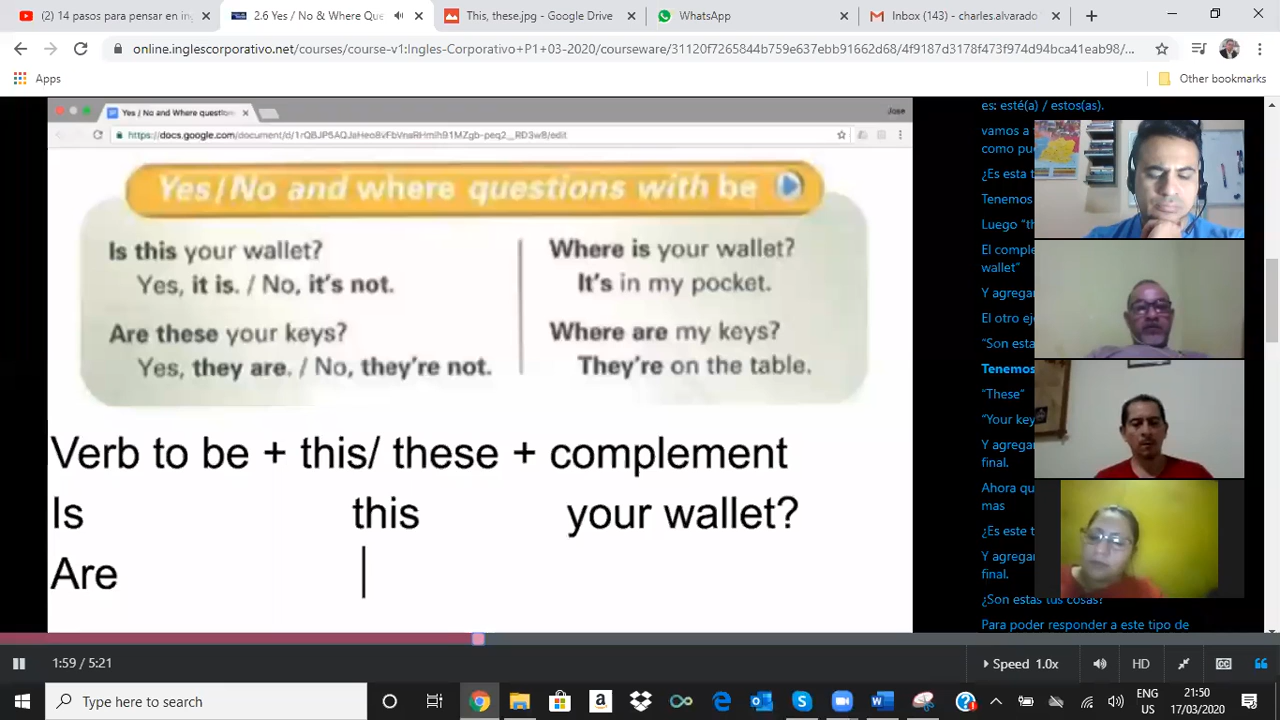 (2) 14 pasos para pensar en in
2.6 Yes / No & Where Que
This, these.jpg - Google Drive
WhatsApp
Inbox (143) - charles.alvarado
online.inglescorporativo.net/courses/course-v1:Ingles-Corporativo+P1+03-2020/courseware/31120f7265844b759e637ebb91662d68/4f9187d3178f473f974d94bca41eab98/...
Apps
Other bookmarks
Yes / No and Where question
Jose
Yes/No and where questions with be
Is this your wallet?
Yes, it is. / No, it's not.
Are these your keys?
Yes, they are. / No, they're not.
Where is your wallet?
It's in my pocket.
Where are my keys?
They're on the table.
Verb to be + this/ these + complement
Is this your wallet?
Are
es: esté(a) / estos(as).
vamos a
como pu
¿Es esta
Tenemos
Luego "th
El comple
wallet"
Y agregar
El otro eje
"Son esta
Tenemos
"These"
"Your key
Y agregar
final.
Ahora qu
mas
¿Es este t
Y agregar
final.
¿Son estas tus cosas?
Para poder responder a este tipo de
1:59 / 5:21
Speed 1.0x
HD
Type here to search
ENG
US
21:50
17/03/2020